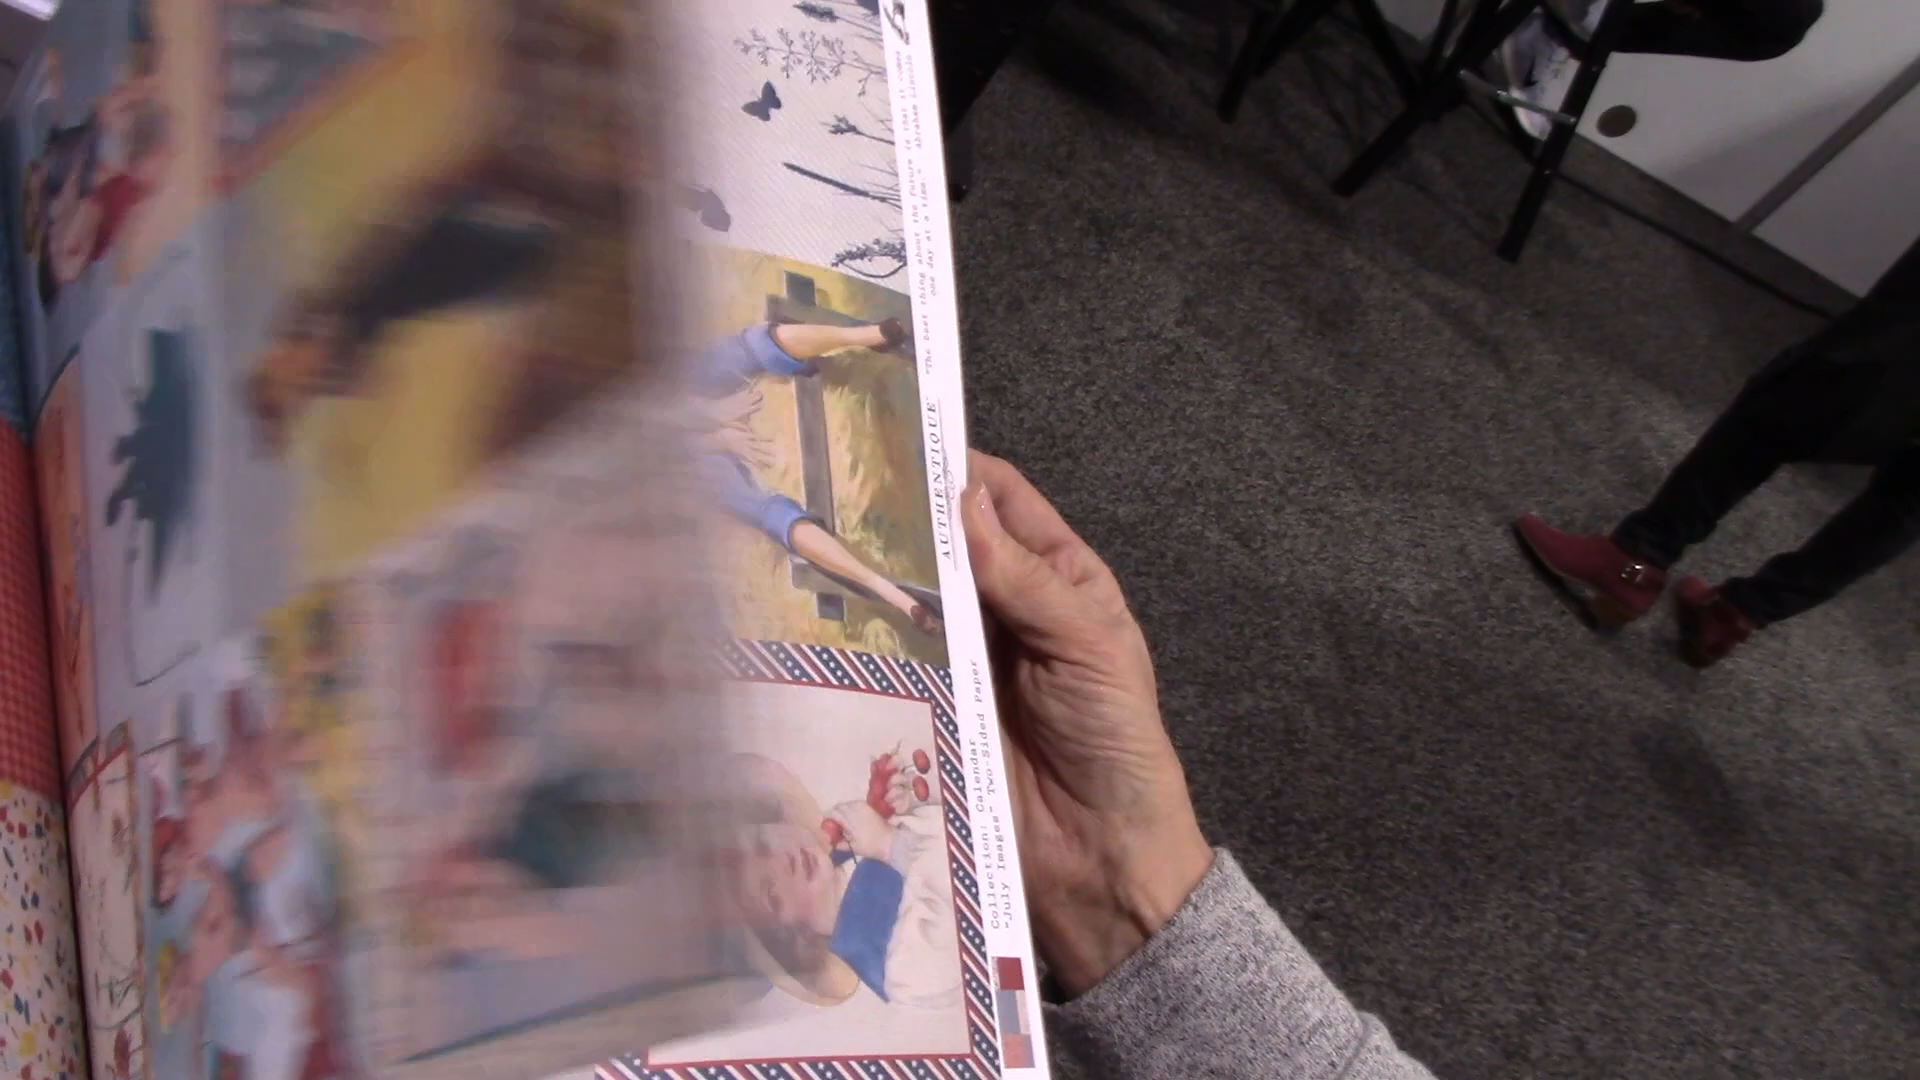 "The best thing about the future is that it comes
one day at a time." Abraham Lincoln
AUTHENTIQUE
Collection: Calendar
"July Images" Two-Sided Paper